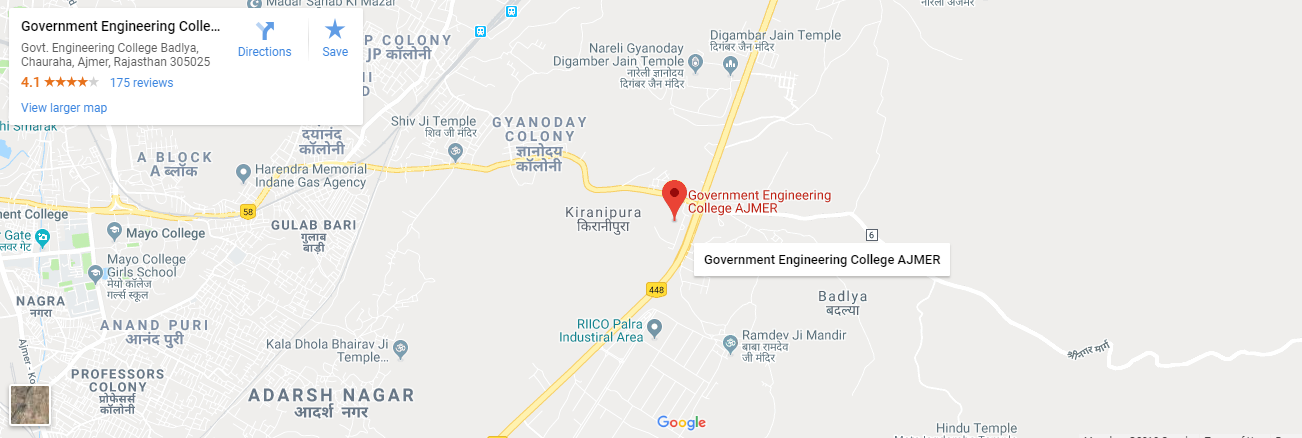 Madar Sanab Ki Mazar
नारेली अजमेर
Government Engineering Colle...
Govt. Engineering College Badlya,
Chauraha, Ajmer, Rajasthan 305025
4.1
175 reviews
View larger map
Directions
Save
P COLONY
JP कॉलोनी
Nareli Gyanoday
Digamber Jain Temple
नारेली ज्ञानोदय
दिगंबर जैन मंदिर
Digambar Jain Temple
दिगंबर जैन मंदिर
दयानंद
कॉलोनी
Shiv Ji Temple
शिव जी मंदिर
GYANODAY
COLONY
ज्ञानोदय
कॉलोनी
hi Smarak
A BLOCK
A ब्लॉक
Harendra Memorial
Indane Gas Agency
58
ment College
Gate
लवर गेट
Mayo College
GULAB BARI
गुलाब
बाड़ी
Kiranipura
किरानीपुरा
Government Engineering
College AJMER
6
Government Engineering College AJMER
Mayo College
Girls School
मेयो कॉलेज
गर्ल्स स्कूल
448
NAGRA
नगरा
ANAND PURI
आनंद पुरी
Badlya
बदल्या
RIICO Palra
Industiral Area
Ramdev Ji Mandir
बाबा रामदेव
जी मंदिर
Kala Dhola Bhairav Ji
Temple...
श्रीनगर मार्ग
Ajmer - Ko
PROFESSORS
COLONY
प्रोफेसर्स
कॉलोनी
ADARSH NAGAR
आदर्श नगर
Google
Hindu Temple